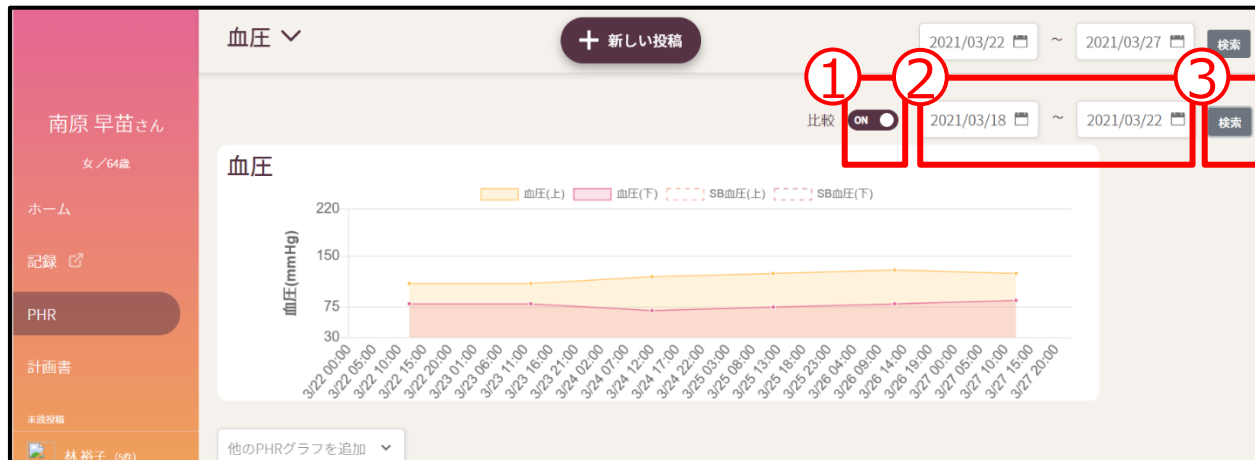 血圧
＋ 新しい投稿
2021/03/22 ~ 2021/03/27 検索
① ② ③
比較 ON 2021/03/18 ~ 2021/03/22 検索
南原 早苗さん
女／64歳
ホーム
記録
PHR
計画書
未読投稿
林 裕子 (5件)
血圧
血圧(上) 血圧(下) SB血圧(上) SB血圧(下)
血圧(mmHg)
220
150
75
30
3/22 00:00 3/22 05:00 3/22 10:00 3/22 15:00 3/22 20:00 3/23 01:00 3/23 06:00 3/23 11:00 3/23 16:00 3/23 21:00 3/24 02:00 3/24 07:00 3/24 12:00 3/24 17:00 3/24 22:00 3/25 03:00 3/25 08:00 3/25 13:00 3/25 18:00 3/25 23:00 3/26 04:00 3/26 09:00 3/26 14:00 3/26 19:00 3/27 00:00 3/27 05:00 3/27 10:00 3/27 15:00 3/27 20:00
他のPHRグラフを追加